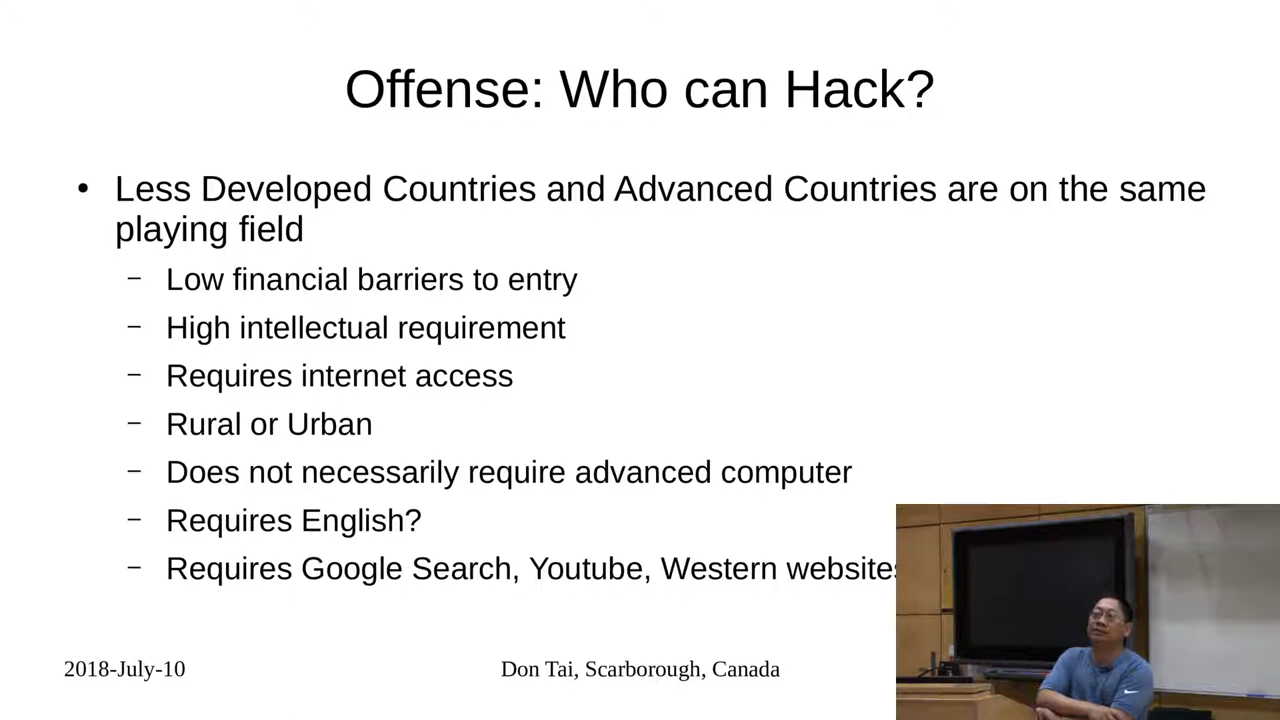 Offense: Who can Hack?
• Less Developed Countries and Advanced Countries are on the same
playing field
– Low financial barriers to entry
– High intellectual requirement
– Requires internet access
– Rural or Urban
– Does not necessarily require advanced computer
– Requires English?
– Requires Google Search, Youtube, Western websites
2018-July-10
Don Tai, Scarborough, Canada